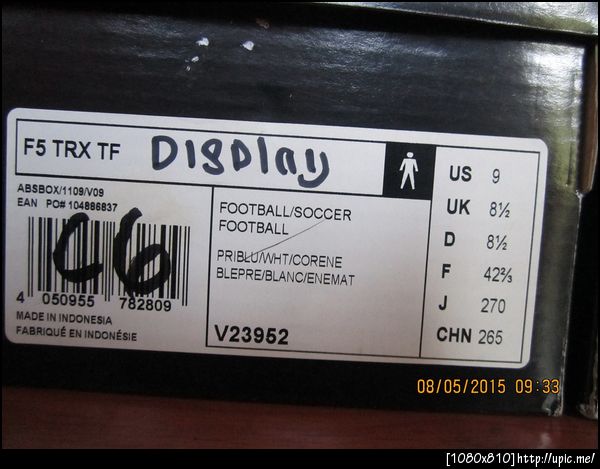 F5 TRX TF Display
ABSBOX/1109/V09
EAN PO# 104886837
C6
4 050955 782809
MADE IN INDONESIA
FABRIQUÉ EN INDONÉSIE
FOOTBALL/SOCCER
FOOTBALL
PRIBLU/WHT/CORENE
BLEPRE/BLANC/ENEMAT
V23952
US 9
UK 8½
D 8½
F 42⅔
J 270
CHN 265
08/05/2015 09:33
[1080x810]http://upic.me/